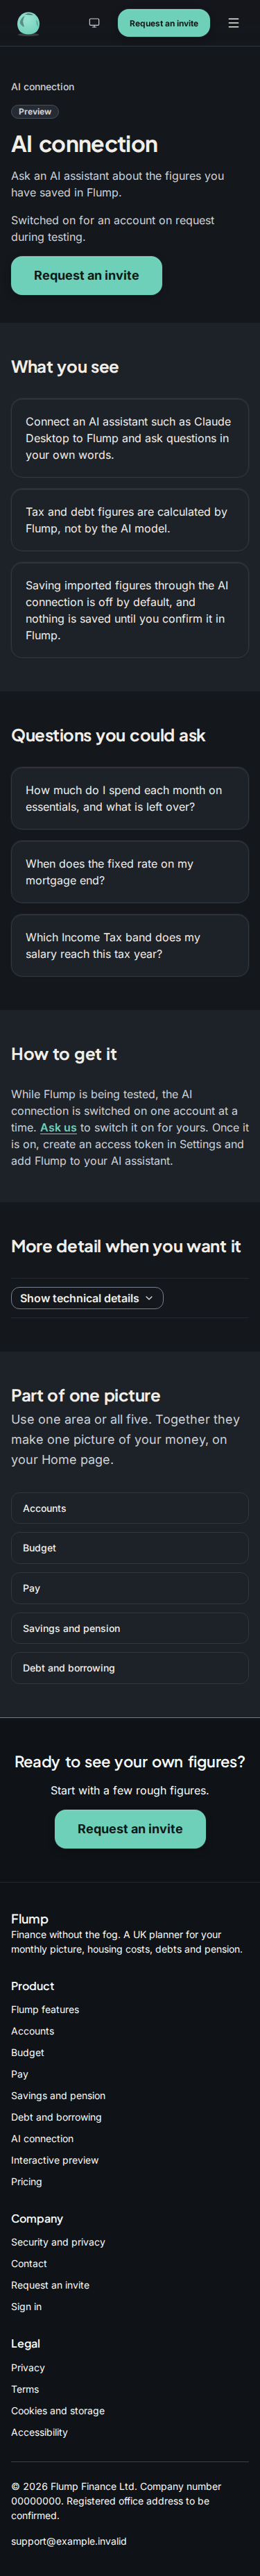 Request an invite
AI connection
Preview
AI connection
Ask an AI assistant about the figures you
have saved in Flump.
Switched on for an account on request
during testing.
Request an invite
What you see
Connect an AI assistant such as Claude
Desktop to Flump and ask questions in
your own words.
Tax and debt figures are calculated by
Flump, not by the AI model.
Saving imported figures through the AI
connection is off by default, and
nothing is saved until you confirm it in
Flump.
Questions you could ask
How much do I spend each month on
essentials, and what is left over?
When does the fixed rate on my
mortgage end?
Which Income Tax band does my
salary reach this tax year?
How to get it
While Flump is being tested, the AI
connection is switched on one account at a
time. Ask us to switch it on for yours. Once it
is on, create an access token in Settings and
add Flump to your AI assistant.
More detail when you want it
Show technical details
Part of one picture
Use one area or all five. Together they
make one picture of your money, on
your Home page.
Accounts
Budget
Pay
Savings and pension
Debt and borrowing
Ready to see your own figures?
Start with a few rough figures.
Request an invite
Flump
Finance without the fog. A UK planner for your
monthly picture, housing costs, debts and pension.
Product
Flump features
Accounts
Budget
Pay
Savings and pension
Debt and borrowing
AI connection
Interactive preview
Pricing
Company
Security and privacy
Contact
Request an invite
Sign in
Legal
Privacy
Terms
Cookies and storage
Accessibility
© 2026 Flump Finance Ltd. Company number
00000000. Registered office address to be
confirmed.
support@example.invalid